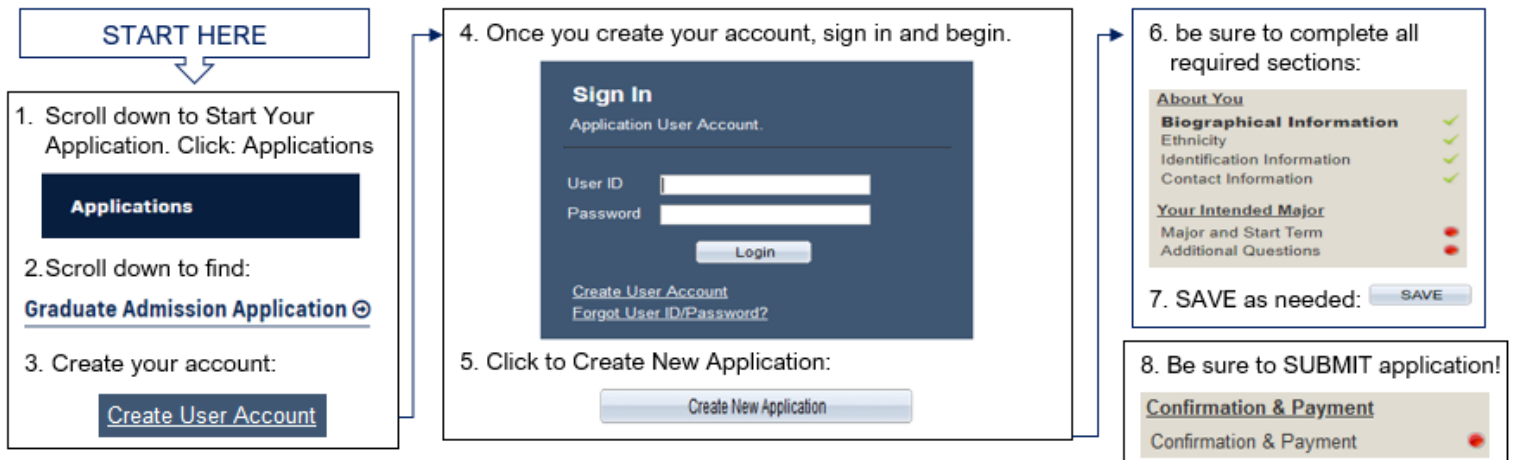 START HERE
1. Scroll down to Start Your
Application. Click: Applications
Applications
2.Scroll down to find:
Graduate Admission Application
3. Create your account:
Create User Account
4. Once you create your account, sign in and begin.
Sign In
Application User Account.
User ID
Password
Login
Create User Account
Forgot User ID/Password?
5. Click to Create New Application:
Create New Application
6. be sure to complete all
required sections:
About You
Biographical Information
Ethnicity
Identification Information
Contact Information
Your Intended Major
Major and Start Term
Additional Questions
7. SAVE as needed: SAVE
8. Be sure to SUBMIT application!
Confirmation & Payment
Confirmation & Payment